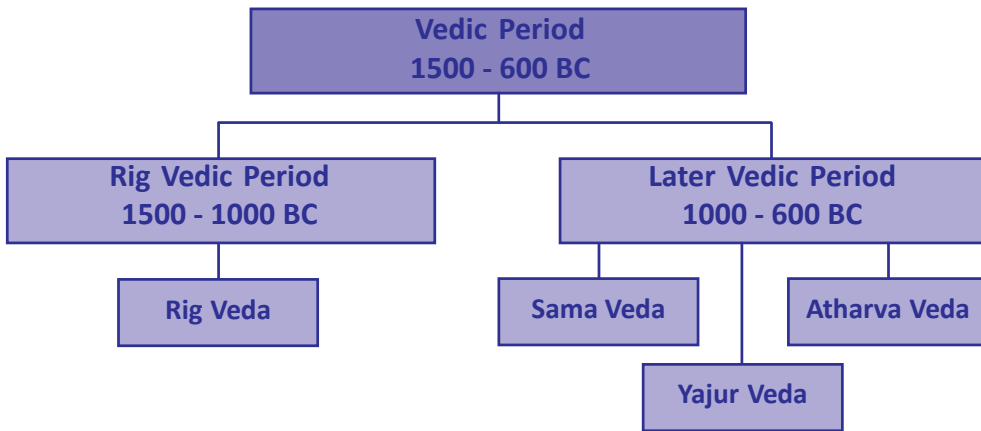 Vedic Period
1500 - 600 BC
Rig Vedic Period
1500 - 1000 BC
Later Vedic Period
1000 - 600 BC
Rig Veda
Sama Veda
Atharva Veda
Yajur Veda